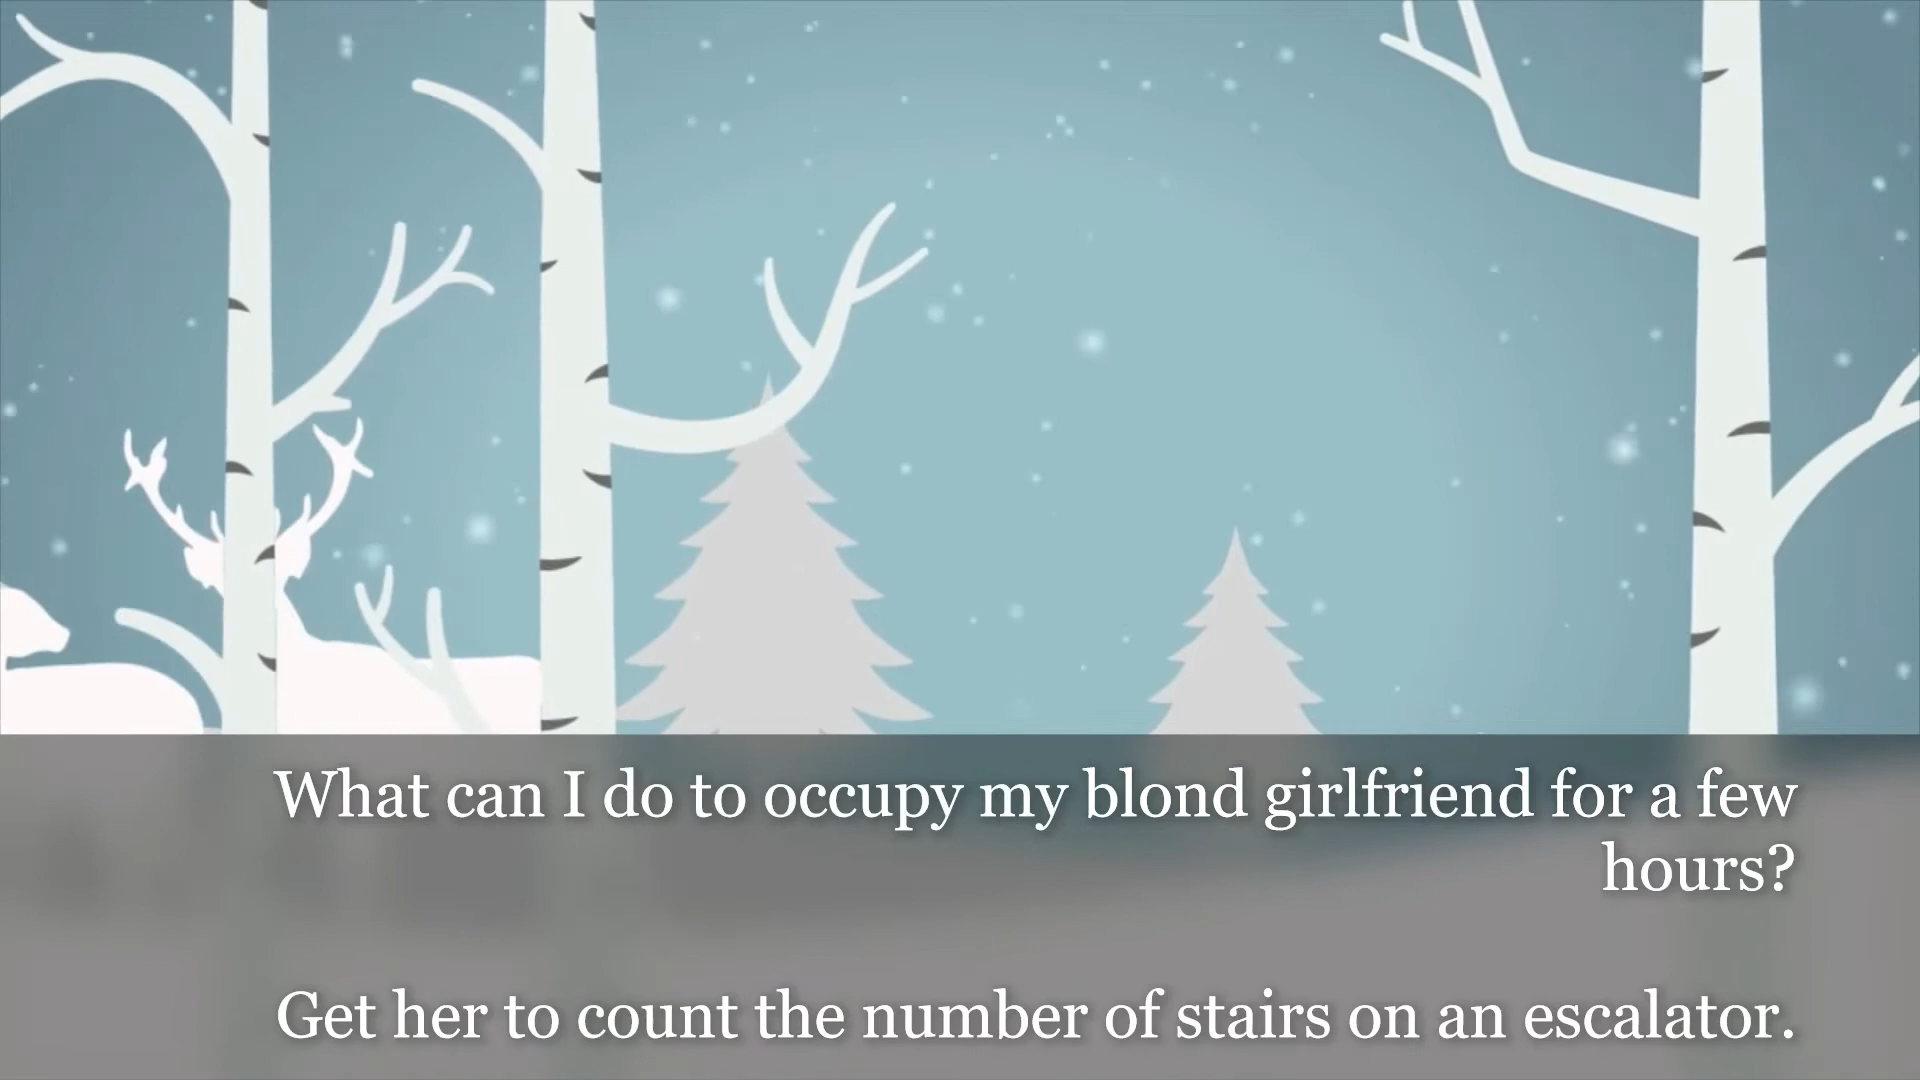 What can I do to occupy my blond girlfriend for a few
hours?
Get her to count the number of stairs on an escalator.